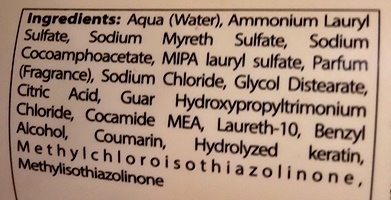 Ingredients: Aqua (Water), Ammonium Lauryl
Sulfate, Sodium Myreth Sulfate, Sodium
Cocoamphoacetate, MIPA lauryl sulfate, Parfum
(Fragrance), Sodium Chloride, Glycol Distearate,
Citric Acid, Guar Hydroxypropyltrimonium
Chloride, Cocamide MEA, Laureth-10, Benzyl
Alcohol, Coumarin, Hydrolyzed keratin,
Methylchloroisothiazolinone,
Methylisothiazolinone